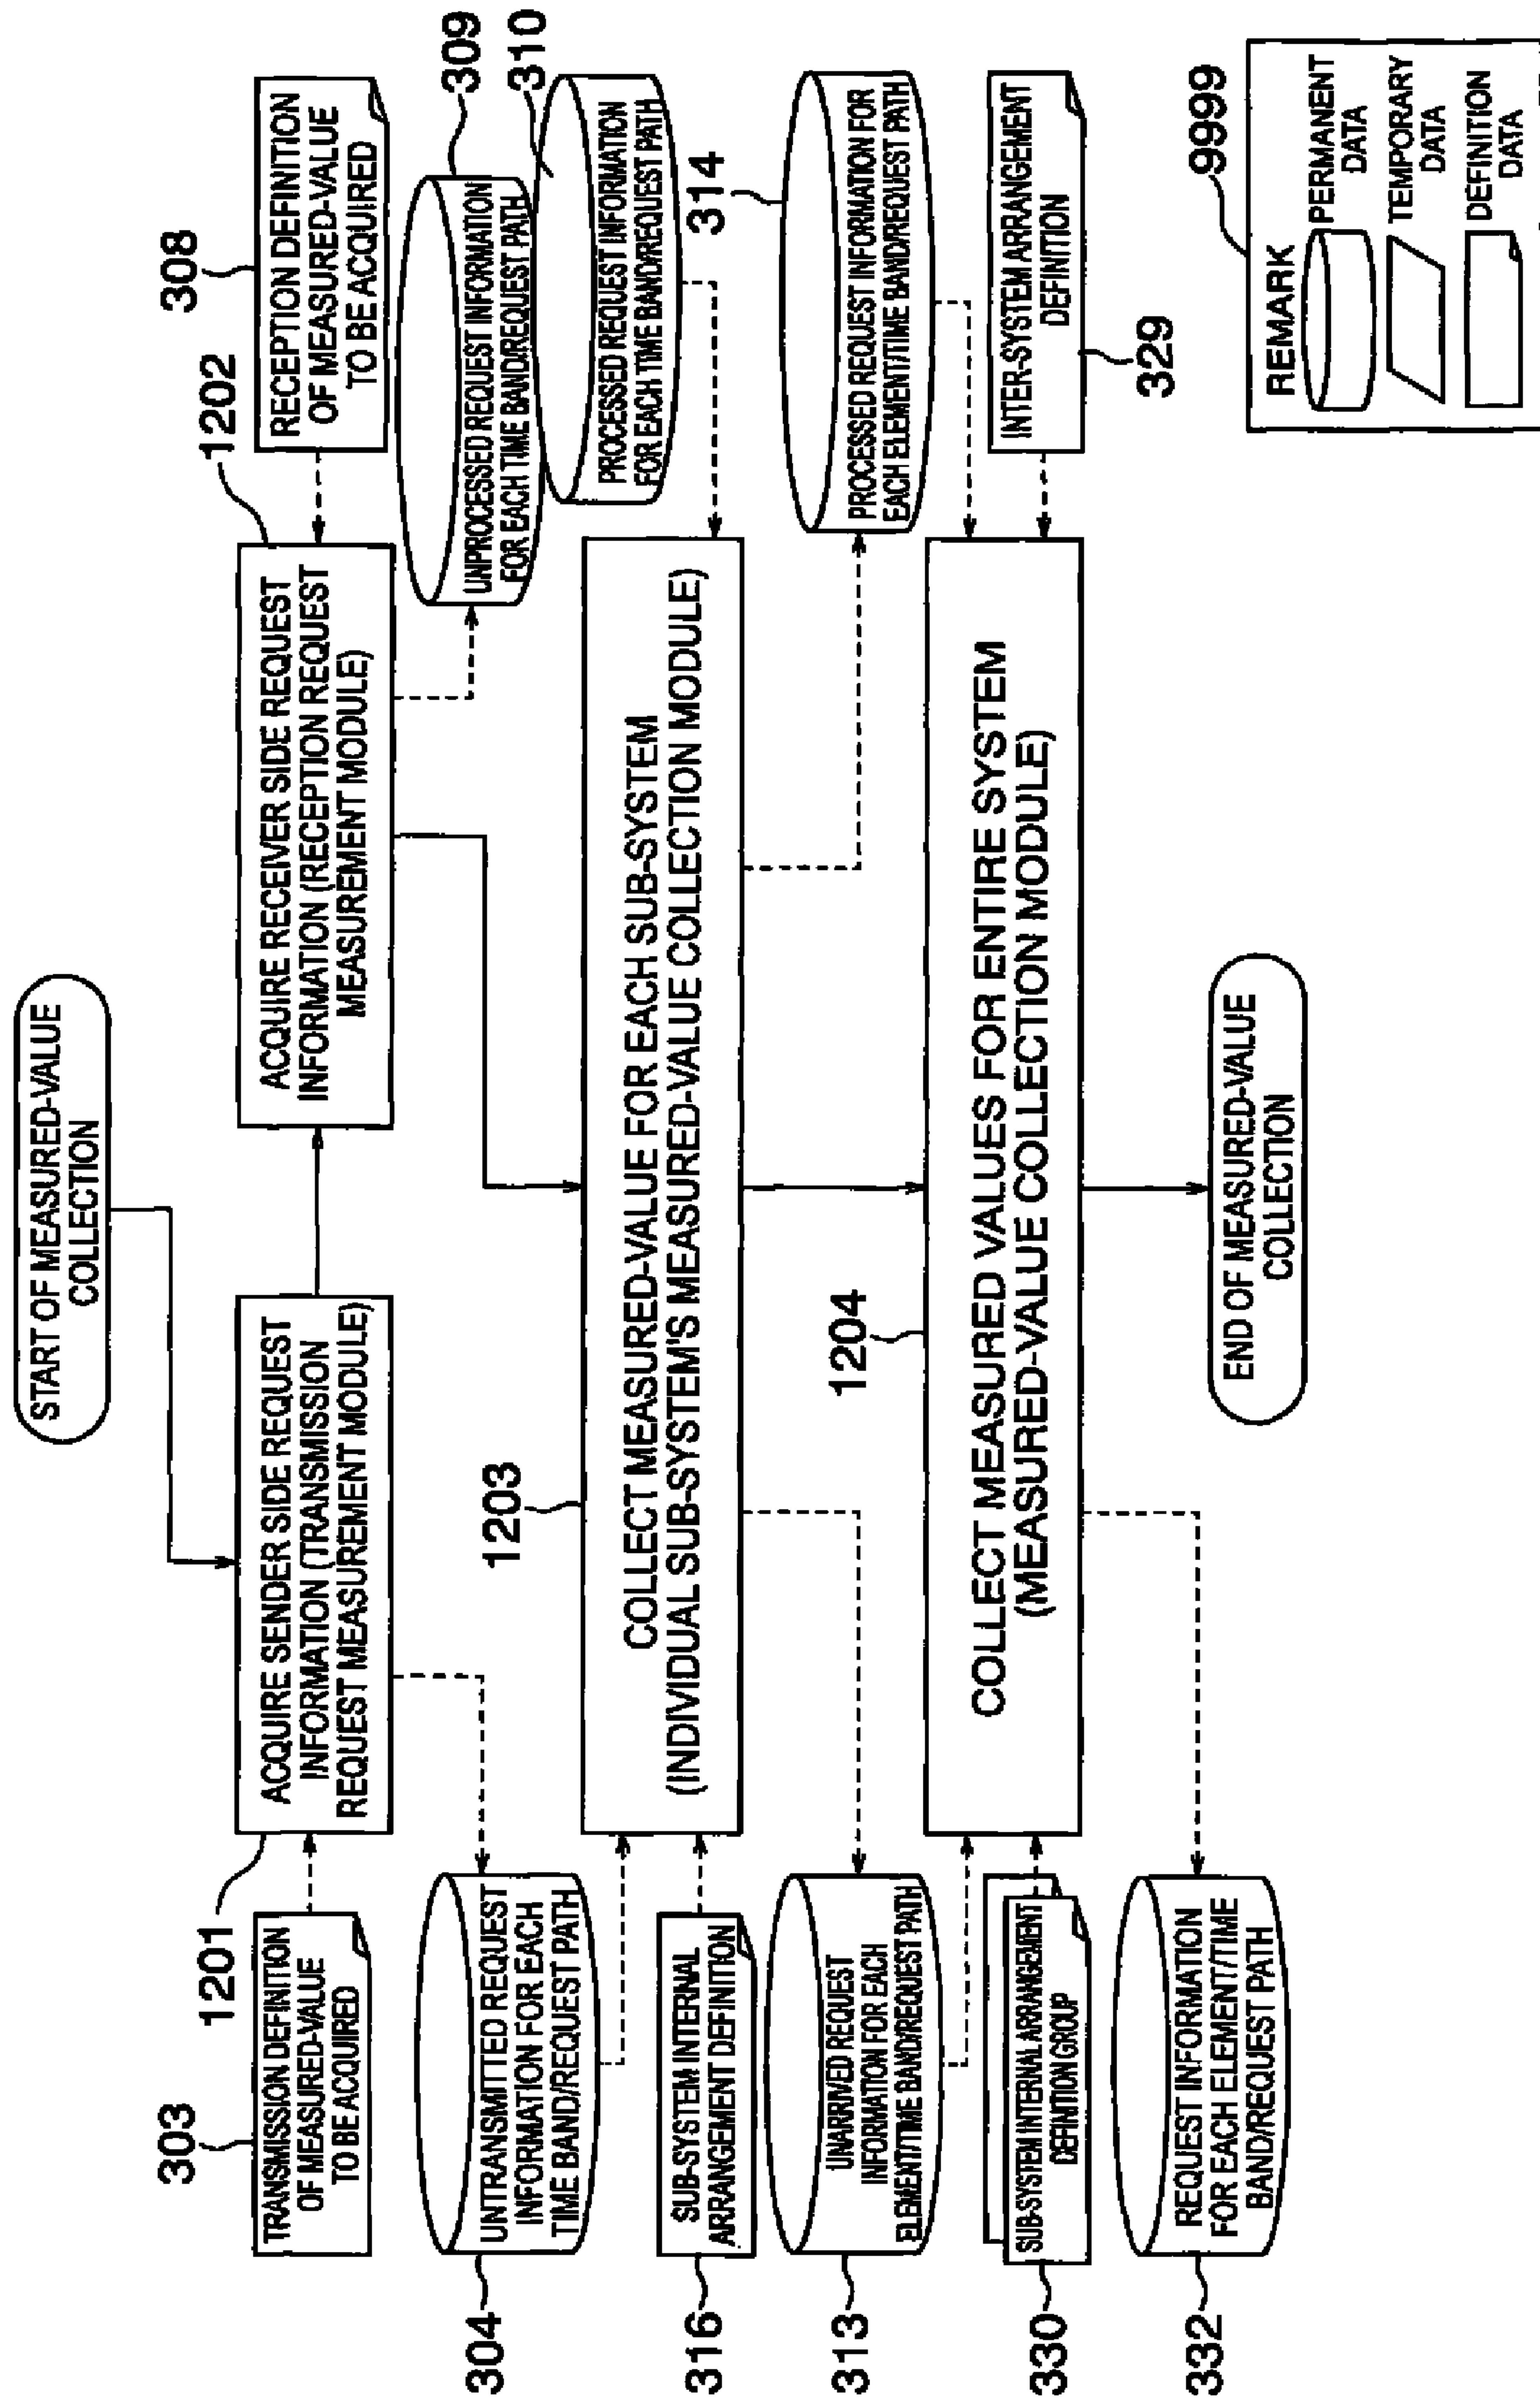 START OF MEASURED-VALUE
COLLECTION
303
TRANSMISSION DEFINITION
OF MEASURED-VALUE
TO BE ACQUIRED
1201
ACQUIRE SENDER SIDE REQUEST
INFORMATION (TRANSMISSION
REQUEST MEASUREMENT MODULE)
1202
ACQUIRE RECEIVER SIDE REQUEST
INFORMATION (RECEPTION REQUEST
MEASUREMENT MODULE)
308
RECEPTION DEFINITION
OF MEASURED-VALUE
TO BE ACQUIRED
304
UNTRANSMITTED REQUEST
INFORMATION FOR EACH
TIME BAND/REQUEST PATH
309
UNPROCESSED REQUEST INFORMATION
FOR EACH TIME BAND/REQUEST PATH
310
PROCESSED REQUEST INFORMATION
FOR EACH TIME BAND/REQUEST PATH
1203
COLLECT MEASURED-VALUE FOR EACH SUB-SYSTEM
(INDIVIDUAL SUB-SYSTEM'S MEASURED-VALUE COLLECTION MODULE)
316
SUB-SYSTEM INTERNAL
ARRANGEMENT DEFINITION
313
UNARRIVED REQUEST
INFORMATION FOR EACH
ELEMENT/TIME BAND/REQUEST PATH
314
PROCESSED REQUEST INFORMATION FOR
EACH ELEMENT/TIME BAND/REQUEST PATH
1204
COLLECT MEASURED VALUES FOR ENTIRE SYSTEM
(MEASURED-VALUE COLLECTION MODULE)
330
SUB-SYSTEM INTERNAL ARRANGEMENT
DEFINITION GROUP
INTER-SYSTEM ARRANGEMENT
DEFINITION
329
332
REQUEST INFORMATION
FOR EACH ELEMENT/TIME
BAND/REQUEST PATH
END OF MEASURED-VALUE
COLLECTION
9999
REMARK
PERMANENT
DATA
TEMPORARY
DATA
DEFINITION
DATA